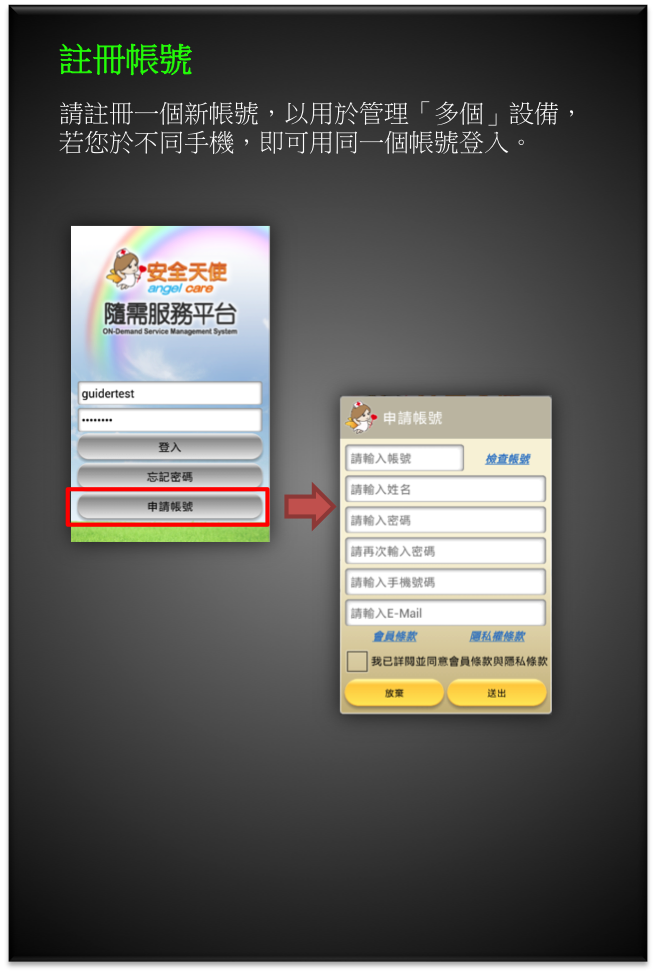 註冊帳號
請註冊一個新帳號，以用於管理「多個」設備，
若您於不同手機，即可用同一個帳號登入。
安全天使
angel care
隨需服務平台
ON-Demand Service Management System
guidertest
••••••••
登入
忘記密碼
申請帳號
申請帳號
請輸入帳號 檢查帳號
請輸入姓名
請輸入密碼
請再次輸入密碼
請輸入手機號碼
請輸入E-Mail
會員條款 隱私權條款
我已詳閱並同意會員條款與隱私條款
放棄 送出